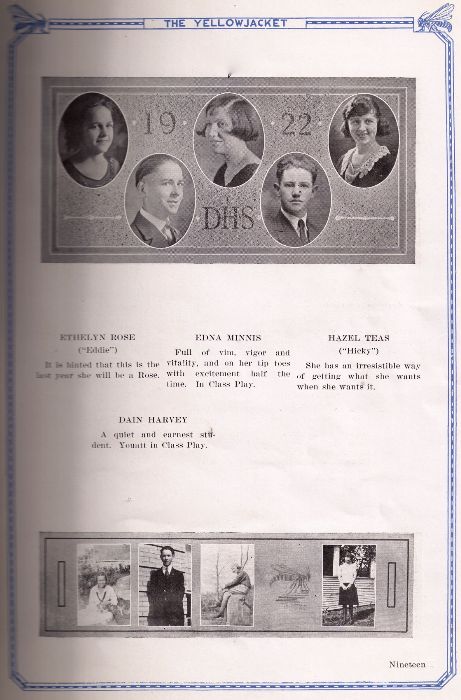 THE YELLOWJACKET
19 22
DHS
ETHELYN ROSE
("Eddie")
It is hinted that this is the
last year she will be a Rose.
EDNA MINNIS
Full of vim, vigor and
vitality, and on her tip toes
with excitement half the
time. In Class Play.
HAZEL TEAS
("Hicky")
She has an irresistible way
of getting what she wants
when she wants it.
DAIN HARVEY
A quiet and earnest stu-
dent. Youatt in Class Play.
Nineteen